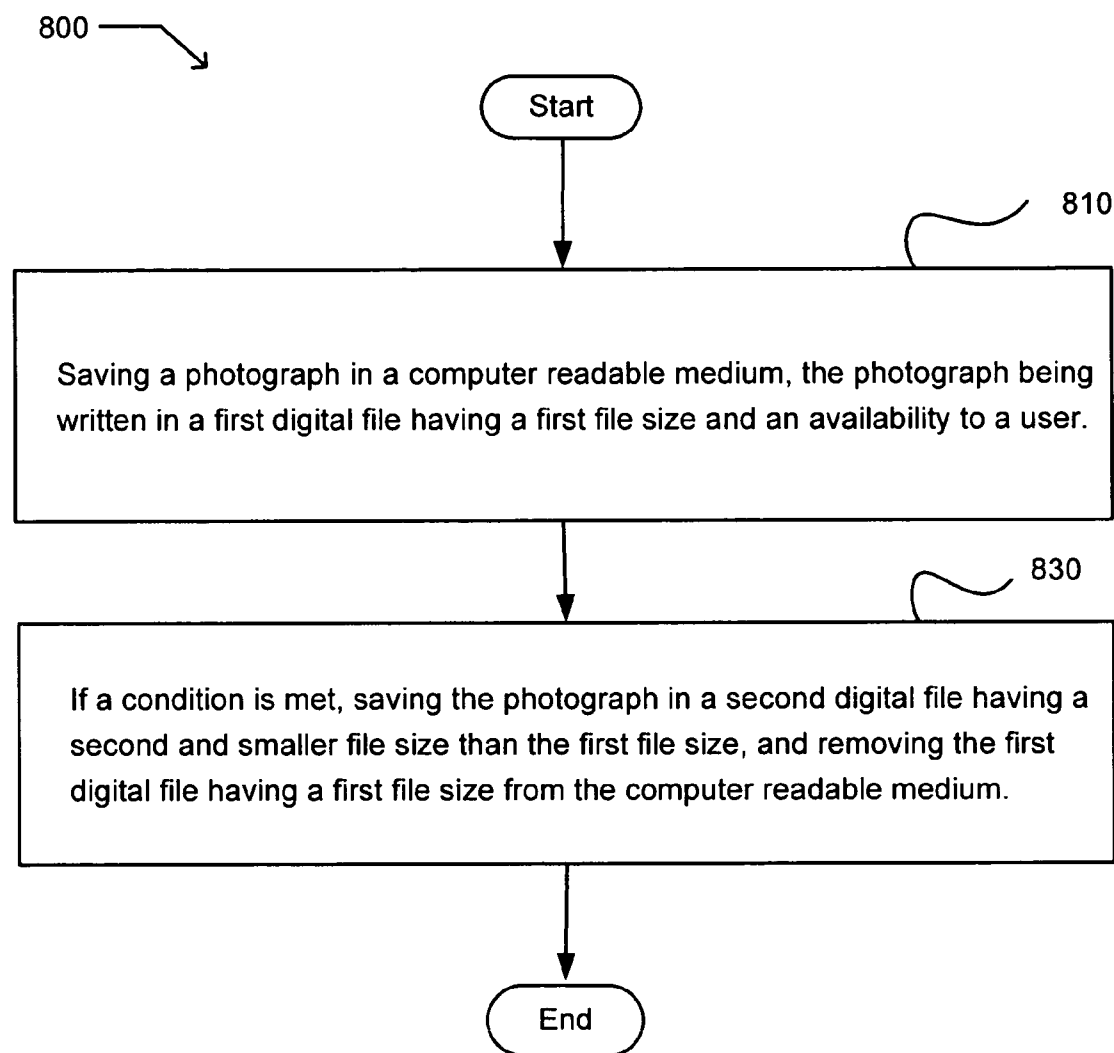 800
Start
810
Saving a photograph in a computer readable medium, the photograph being
written in a first digital file having a first file size and an availability to a user.
830
If a condition is met, saving the photograph in a second digital file having a
second and smaller file size than the first file size, and removing the first
digital file having a first file size from the computer readable medium.
End